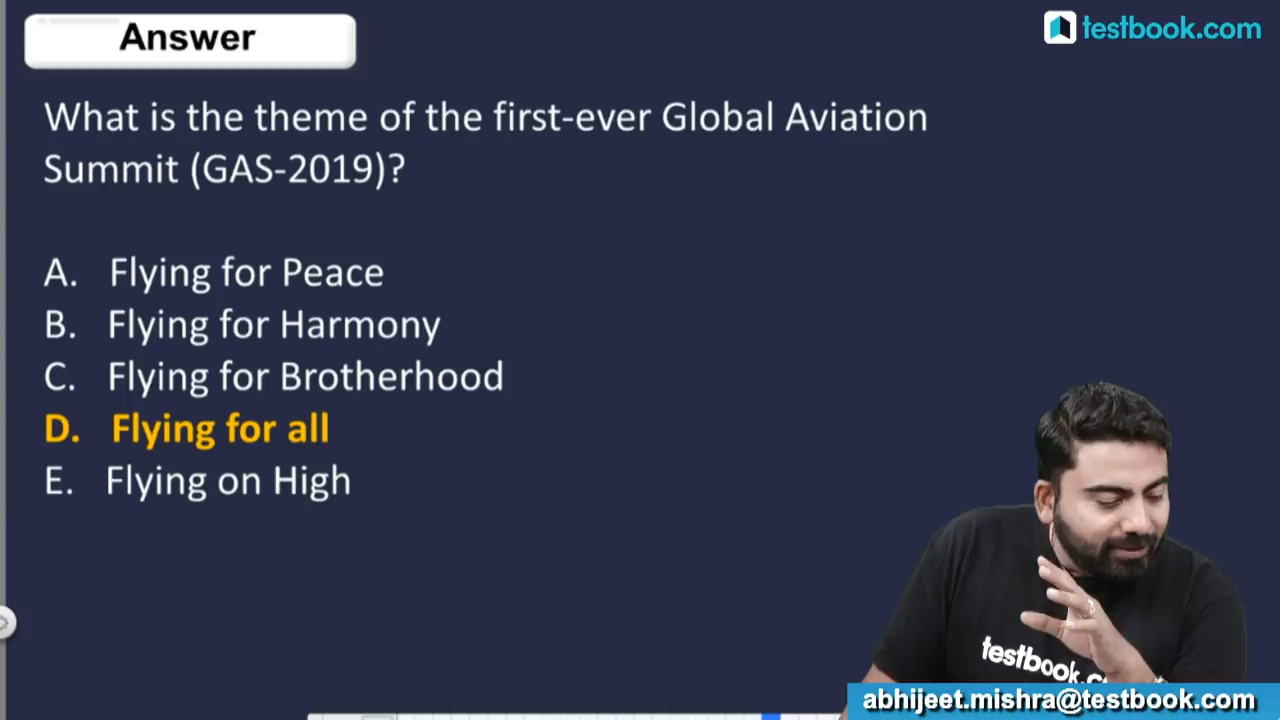 Answer
testbook.com
What is the theme of the first-ever Global Aviation
Summit (GAS-2019)?
A. Flying for Peace
B. Flying for Harmony
C. Flying for Brotherhood
D. Flying for all
E. Flying on High
testbook.c
abhijeet.mishra@testbook.com